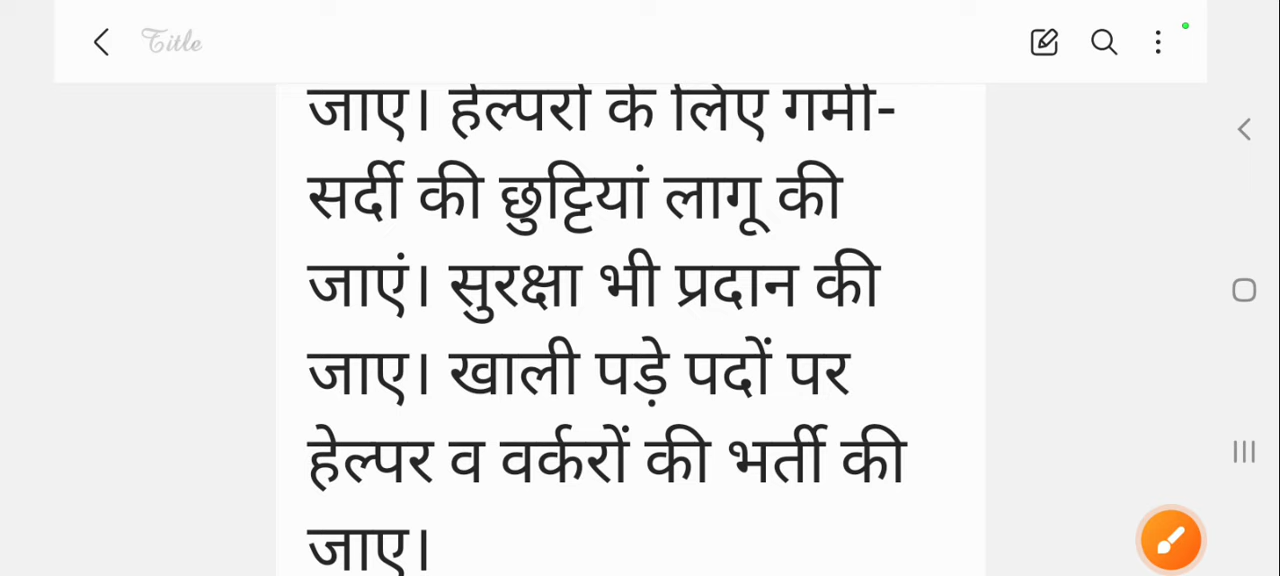 Title
जाए। हेल्परों के लिए गर्मी-
सर्दी की छुट्टियां लागू की
जाएं। सुरक्षा भी प्रदान की
जाए। खाली पड़े पदों पर
हेल्पर व वर्करों की भर्ती की
जाए।